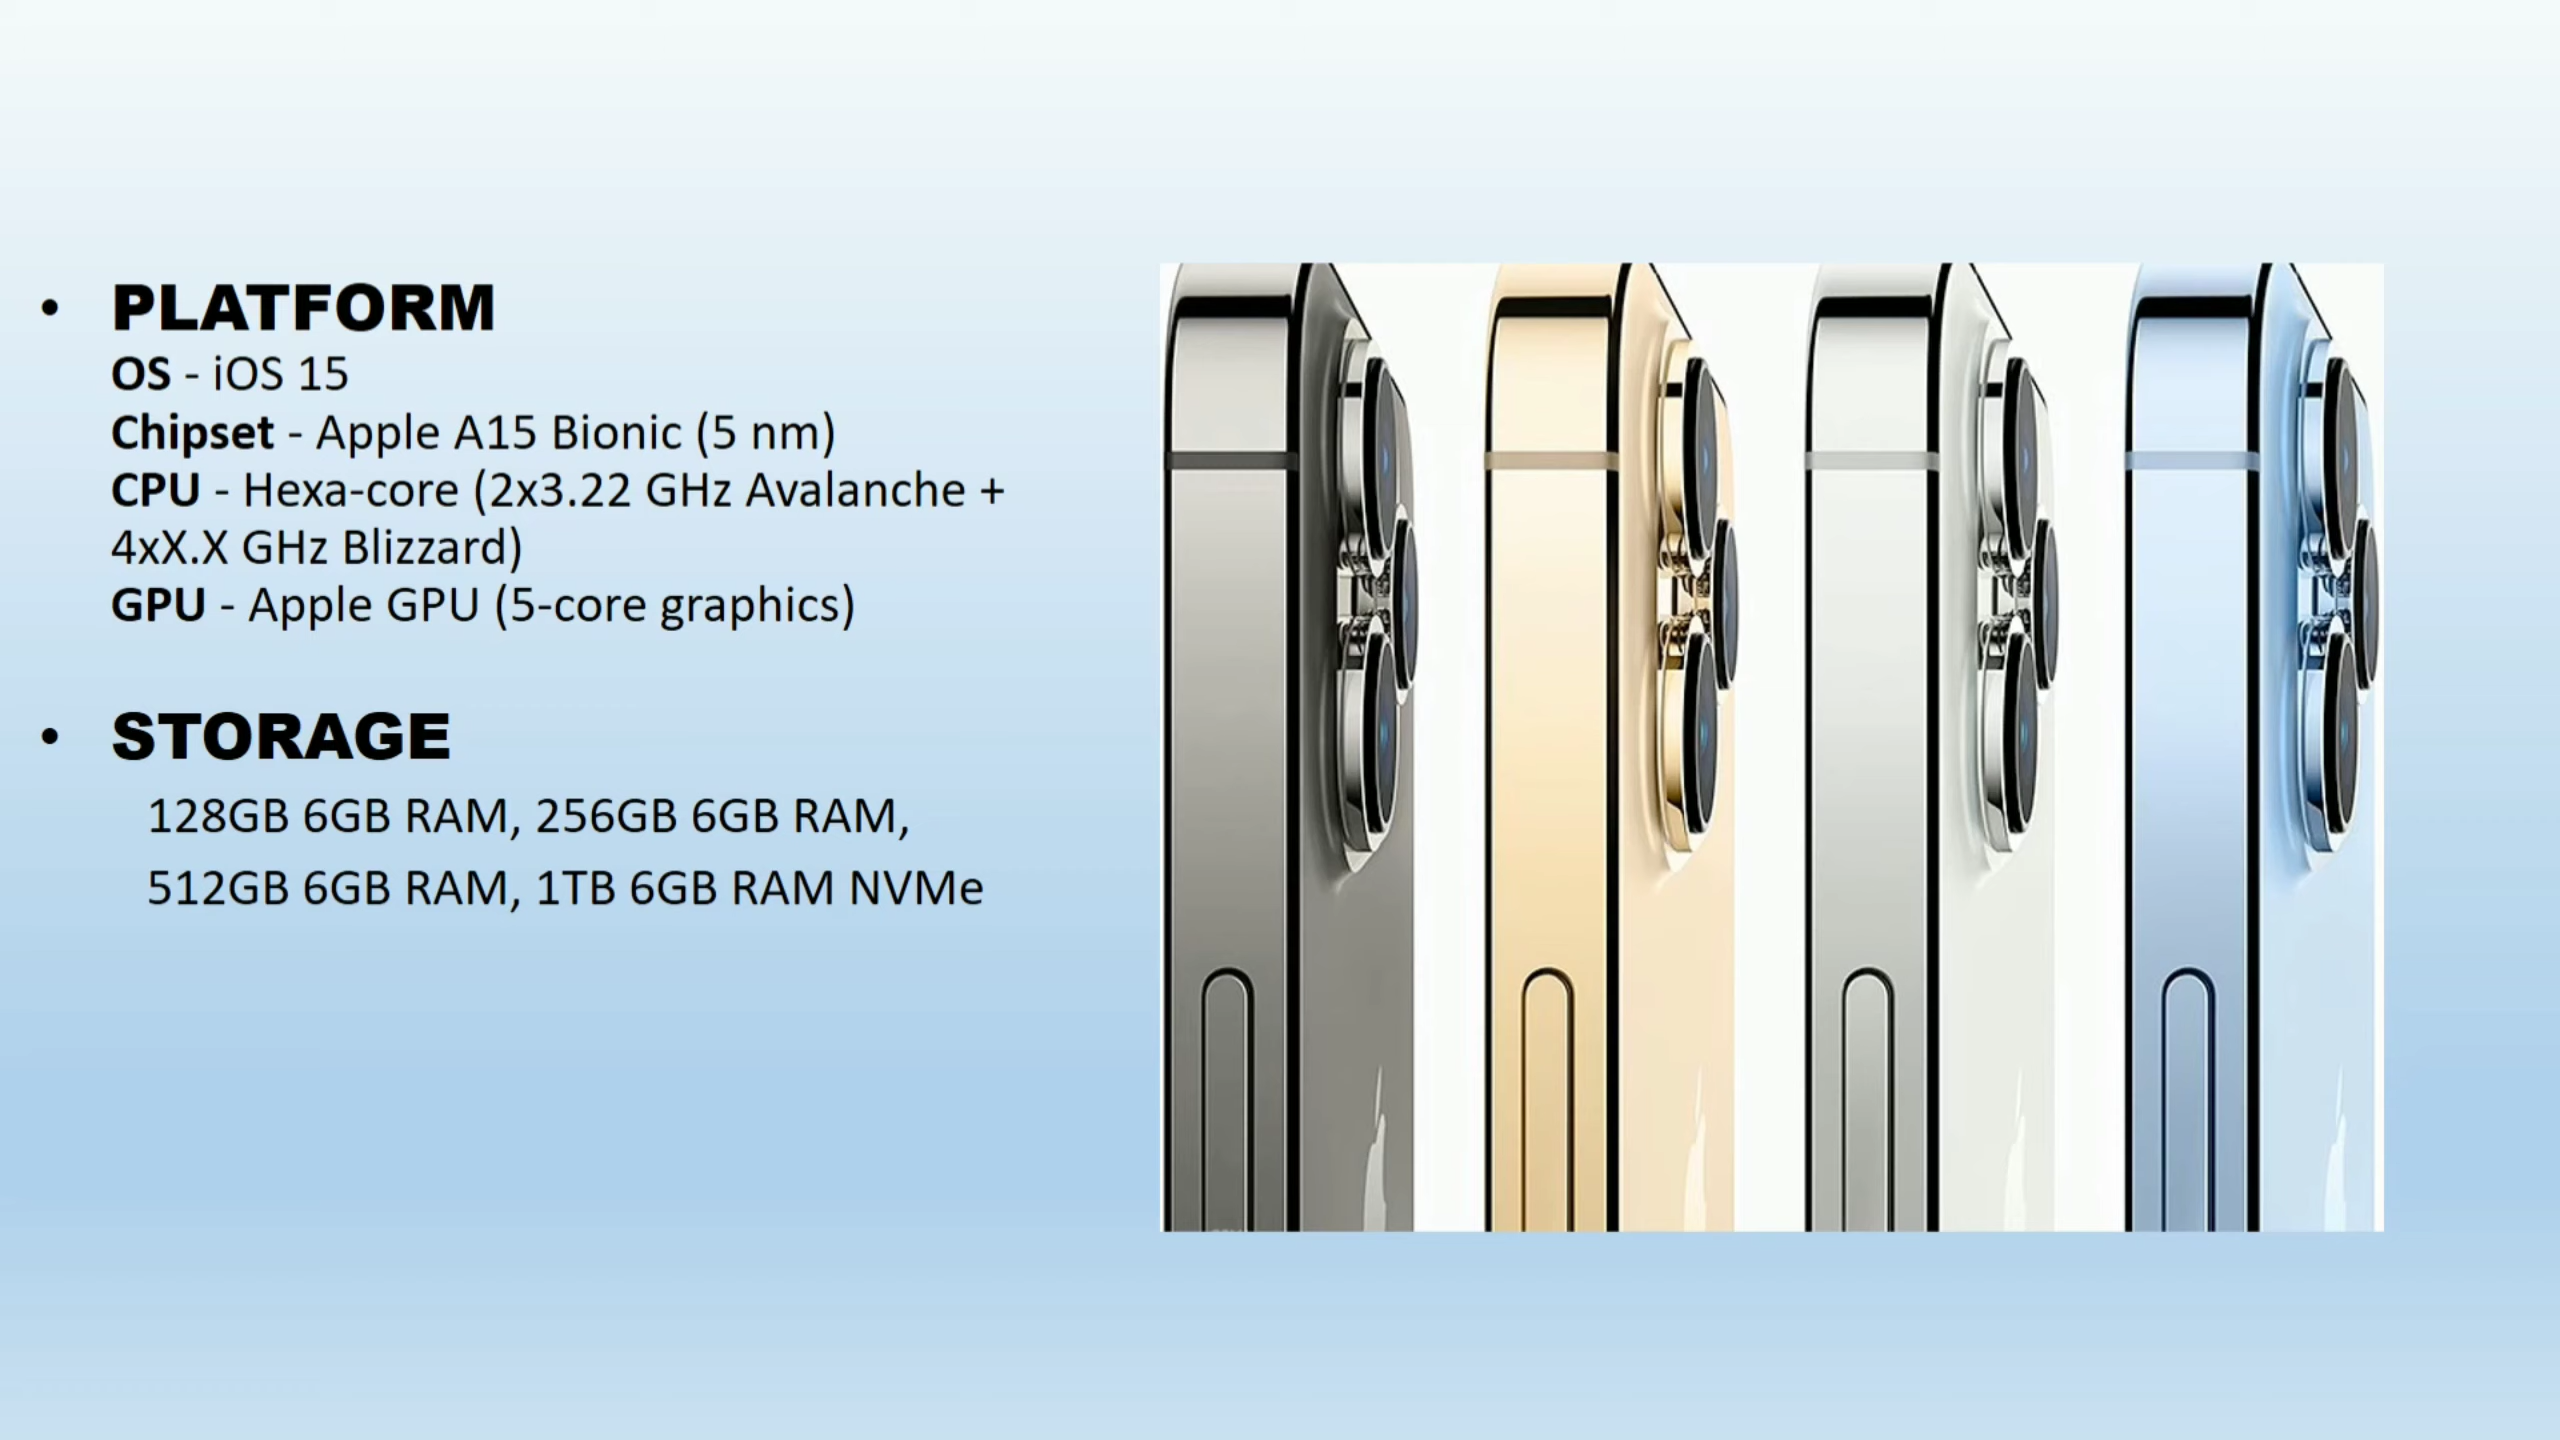 • PLATFORM
OS - iOS 15
Chipset - Apple A15 Bionic (5 nm)
CPU - Hexa-core (2x3.22 GHz Avalanche +
4xX.X GHz Blizzard)
GPU - Apple GPU (5-core graphics)
• STORAGE
128GB 6GB RAM, 256GB 6GB RAM,
512GB 6GB RAM, 1TB 6GB RAM NVMe